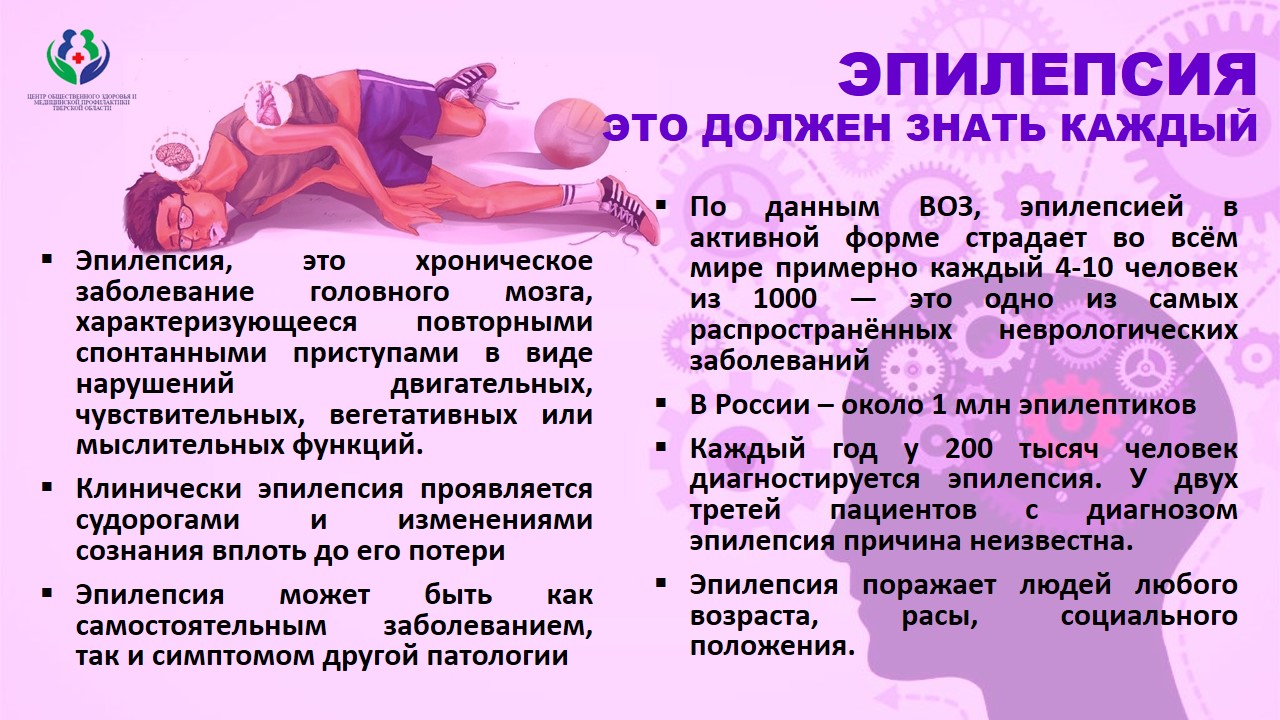 ЦЕНТР ОБЩЕСТВЕННОГО ЗДОРОВЬЯ И
МЕДИЦИНСКОЙ ПРОФИЛАКТИКИ
ТВЕРСКОЙ ОБЛАСТИ
ЭПИЛЕПСИЯ
ЭТО ДОЛЖЕН ЗНАТЬ КАЖДЫЙ
▪ Эпилепсия, это хроническое
заболевание головного мозга,
характеризующееся повторными
спонтанными приступами в виде
нарушений двигательных,
чувствительных, вегетативных или
мыслительных функций.
▪ Клинически эпилепсия проявляется
судорогами и изменениями
сознания вплоть до его потери
▪ Эпилепсия может быть как
самостоятельным заболеванием,
так и симптомом другой патологии
▪ По данным ВОЗ, эпилепсией в
активной форме страдает во всём
мире примерно каждый 4-10 человек
из 1000 — это одно из самых
распространённых неврологических
заболеваний
▪ В России – около 1 млн эпилептиков
▪ Каждый год у 200 тысяч человек
диагностируется эпилепсия. У двух
третей пациентов с диагнозом
эпилепсия причина неизвестна.
▪ Эпилепсия поражает людей любого
возраста, расы, социального
положения.